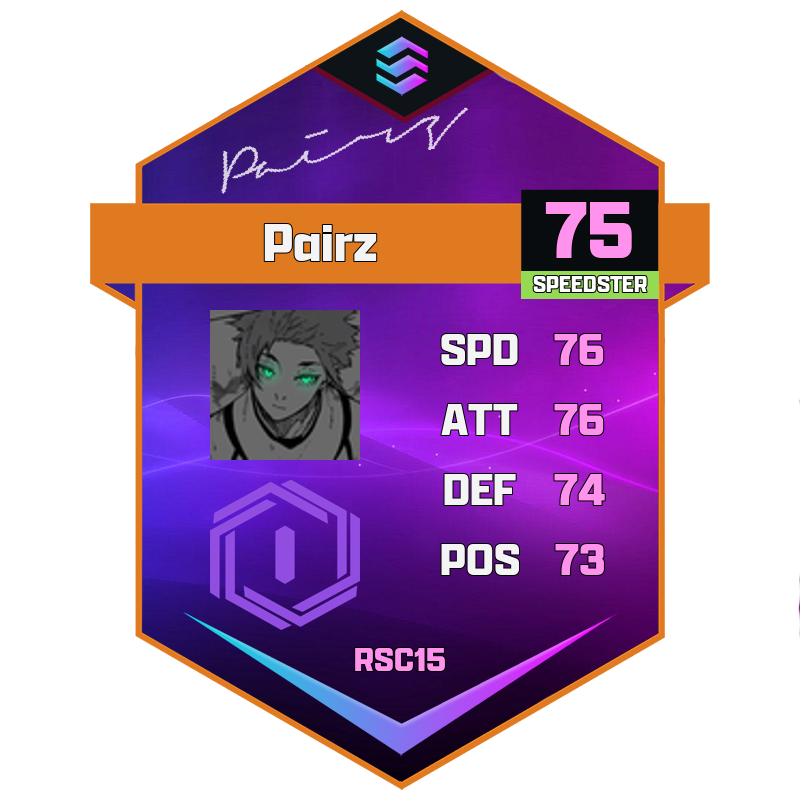 Pairz
Pairz 75
SPEEDSTER
SPD 76
ATT 76
DEF 74
POS 73
RSC15